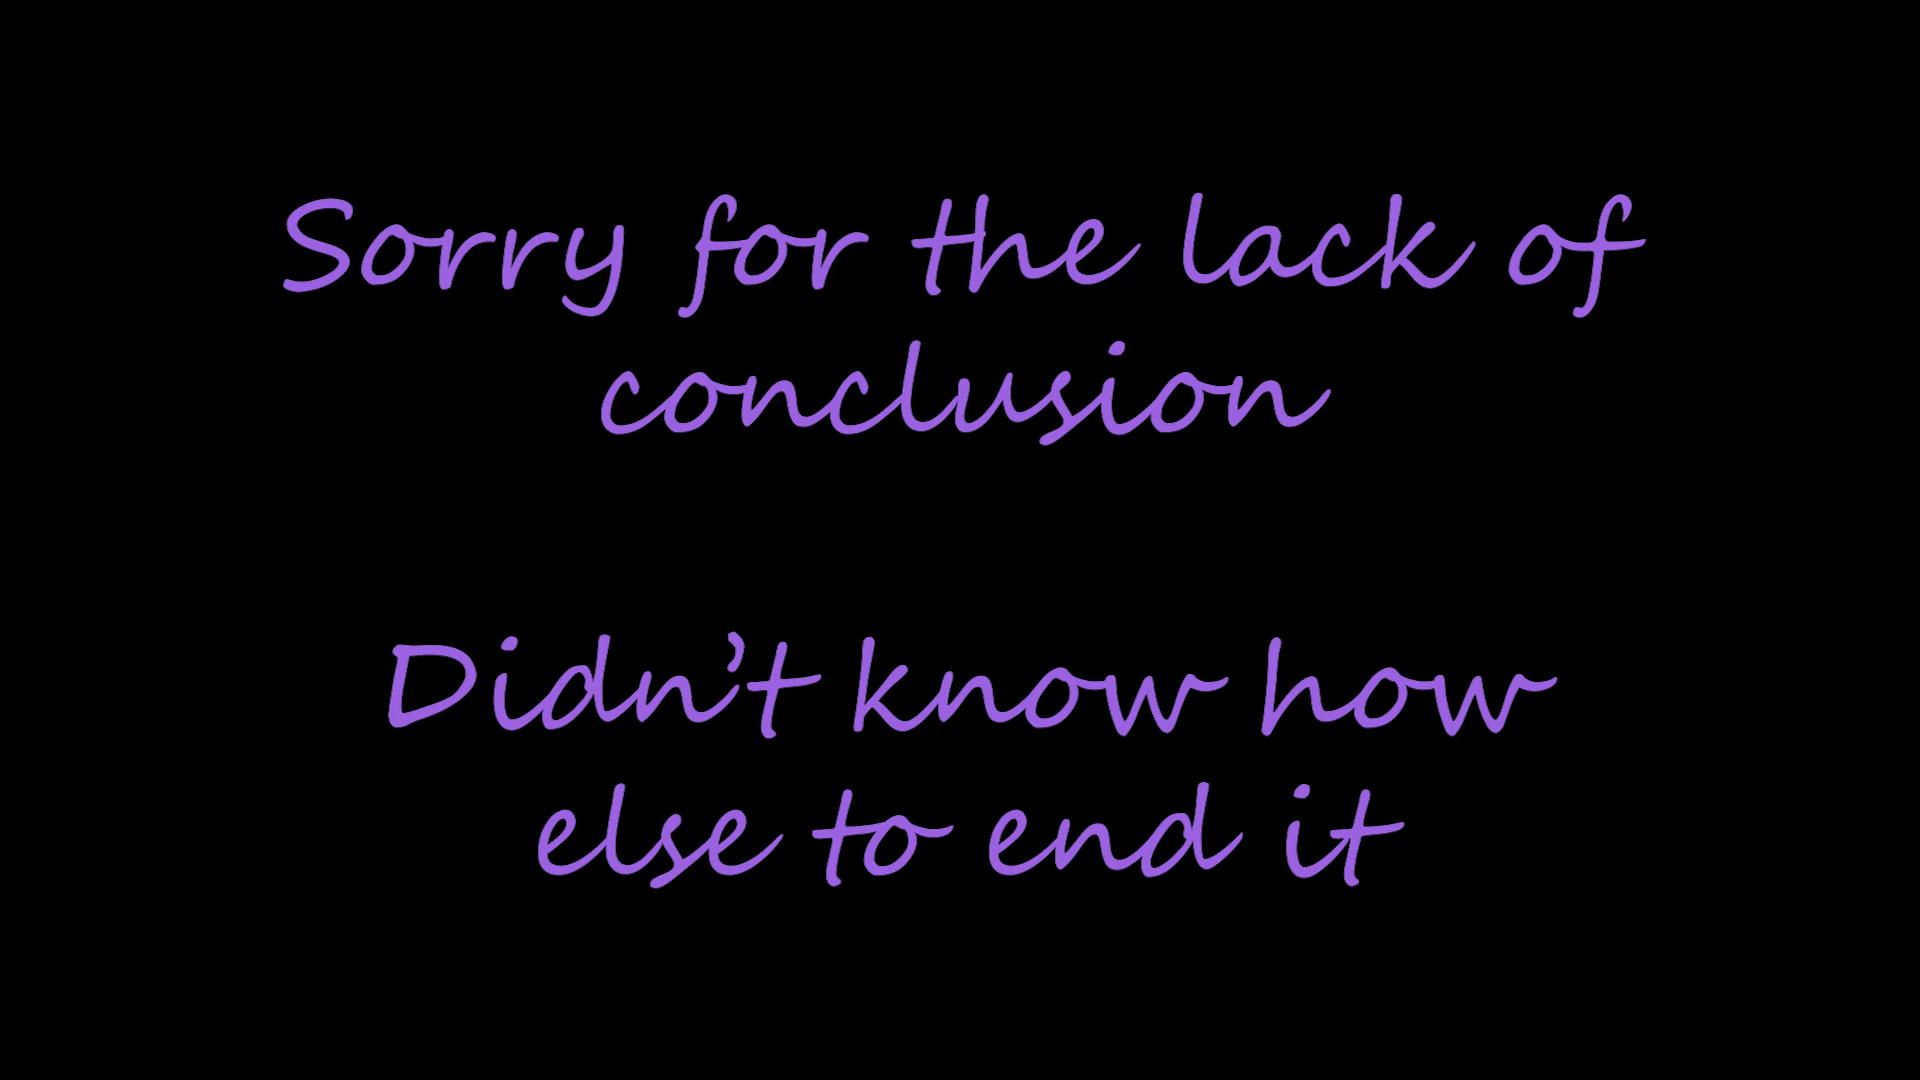 Sorry for the lack of
conclusion
Didn't know how
else to end it